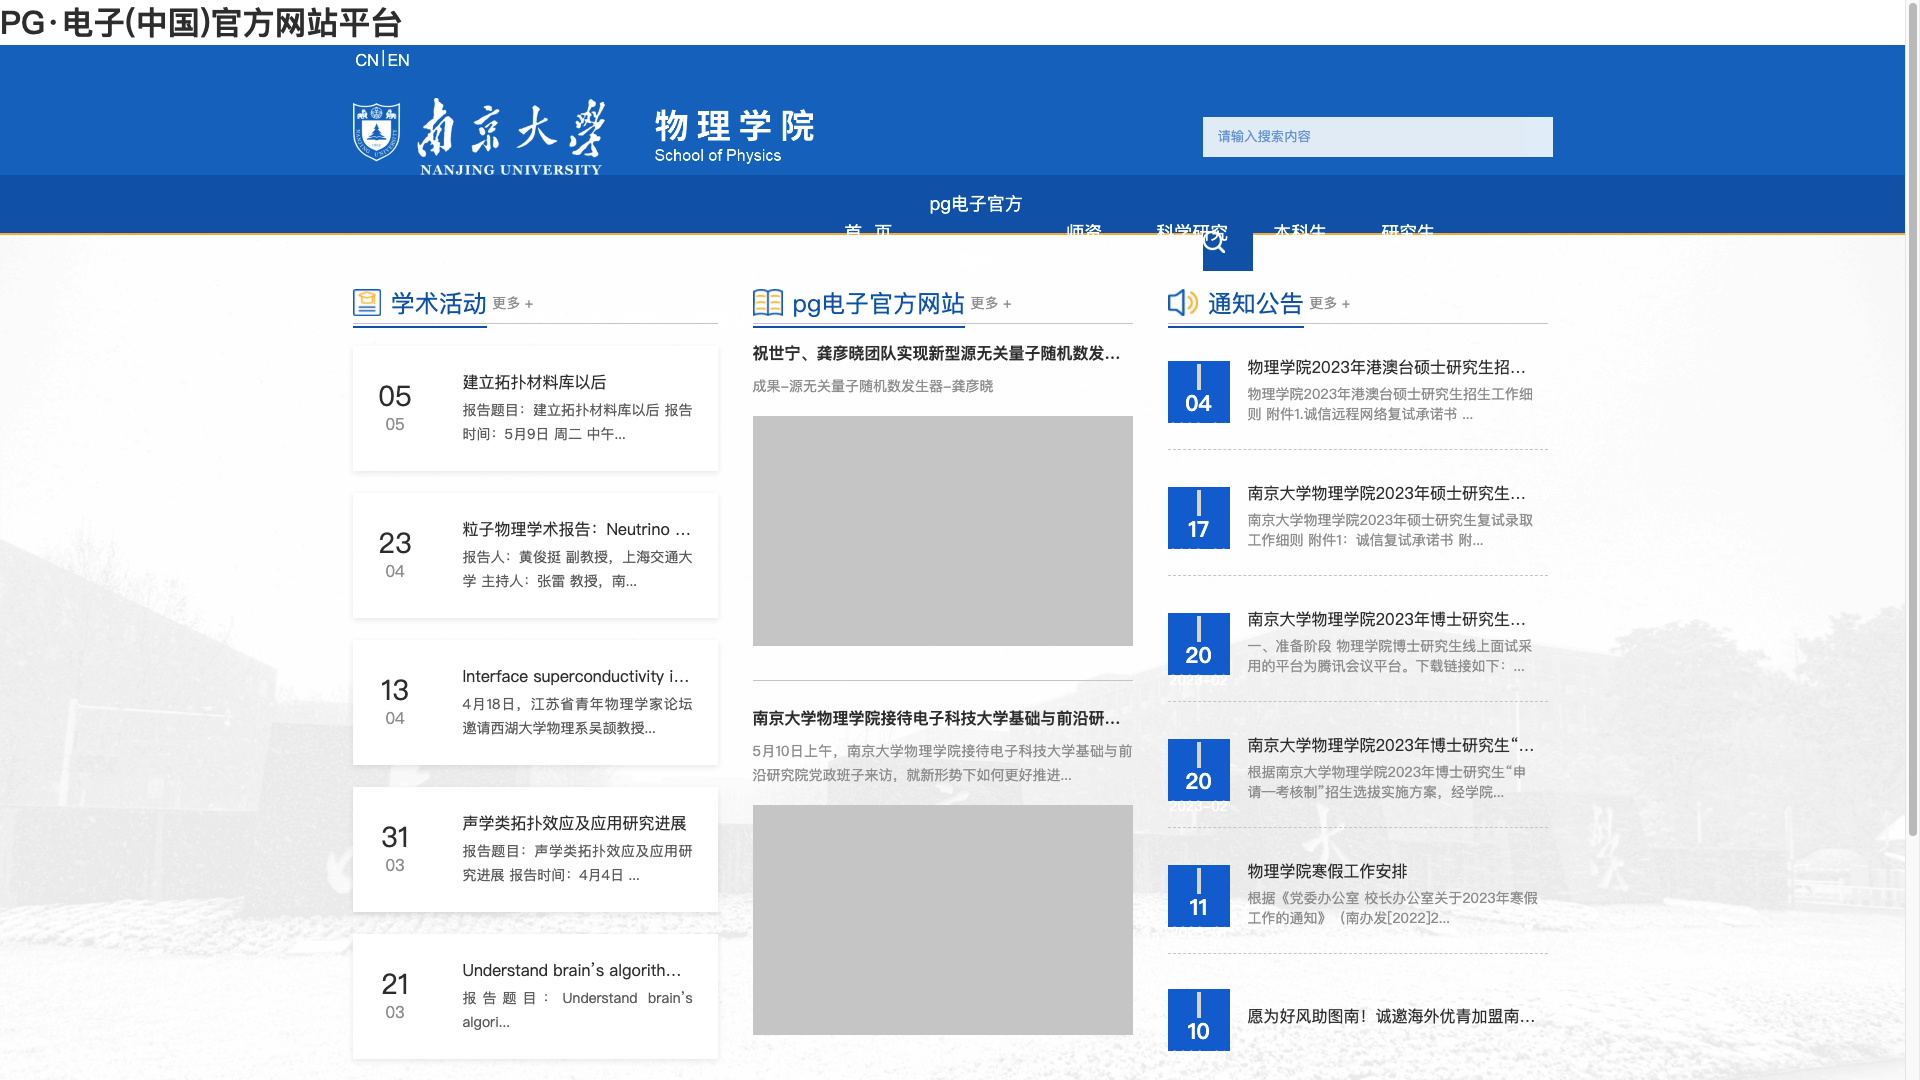 PG·电子(中国)官方网站平台
CN|EN
南京大学
NANJING UNIVERSITY
物理学院
School of Physics
请输入搜索内容
pg电子官方
首 页
师资
科学研究
本科生
研究生
学术活动 更多 +
05
05
建立拓扑材料库以后
报告题目：建立拓扑材料库以后 报告
时间：5月9日 周二 中午...
23
04
粒子物理学术报告：Neutrino ...
报告人：黄俊挺 副教授，上海交通大
学 主持人：张雷 教授，南...
13
04
Interface superconductivity i...
4月18日，江苏省青年物理学家论坛
邀请西湖大学物理系吴颉教授...
31
03
声学类拓扑效应及应用研究进展
报告题目：声学类拓扑效应及应用研
究进展 报告时间：4月4日 ...
21
03
Understand brain’s algorith...
报告题目： Understand brain’s
algori...
pg电子官方网站 更多 +
祝世宁、龚彦晓团队实现新型源无关量子随机数发...
成果–源无关量子随机数发生器–龚彦晓
南京大学物理学院接待电子科技大学基础与前沿研...
5月10日上午，南京大学物理学院接待电子科技大学基础与前
沿研究院党政班子来访，就新形势下如何更好推进...
通知公告 更多 +
04
物理学院2023年港澳台硕士研究生招...
物理学院2023年港澳台硕士研究生招生工作细
则 附件1.诚信远程网络复试承诺书 ...
17
南京大学物理学院2023年硕士研究生...
南京大学物理学院2023年硕士研究生复试录取
工作细则 附件1：诚信复试承诺书 附...
20
2023-02
南京大学物理学院2023年博士研究生...
一、准备阶段 物理学院博士研究生线上面试采
用的平台为腾讯会议平台。下载链接如下：...
20
2023-02
南京大学物理学院2023年博士研究生“...
根据南京大学物理学院2023年博士研究生“申
请—考核制”招生选拔实施方案，经学院...
11
物理学院寒假工作安排
根据《党委办公室 校长办公室关于2023年寒假
工作的通知》（南办发[2022]2...
10
愿为好风助图南！诚邀海外优青加盟南...